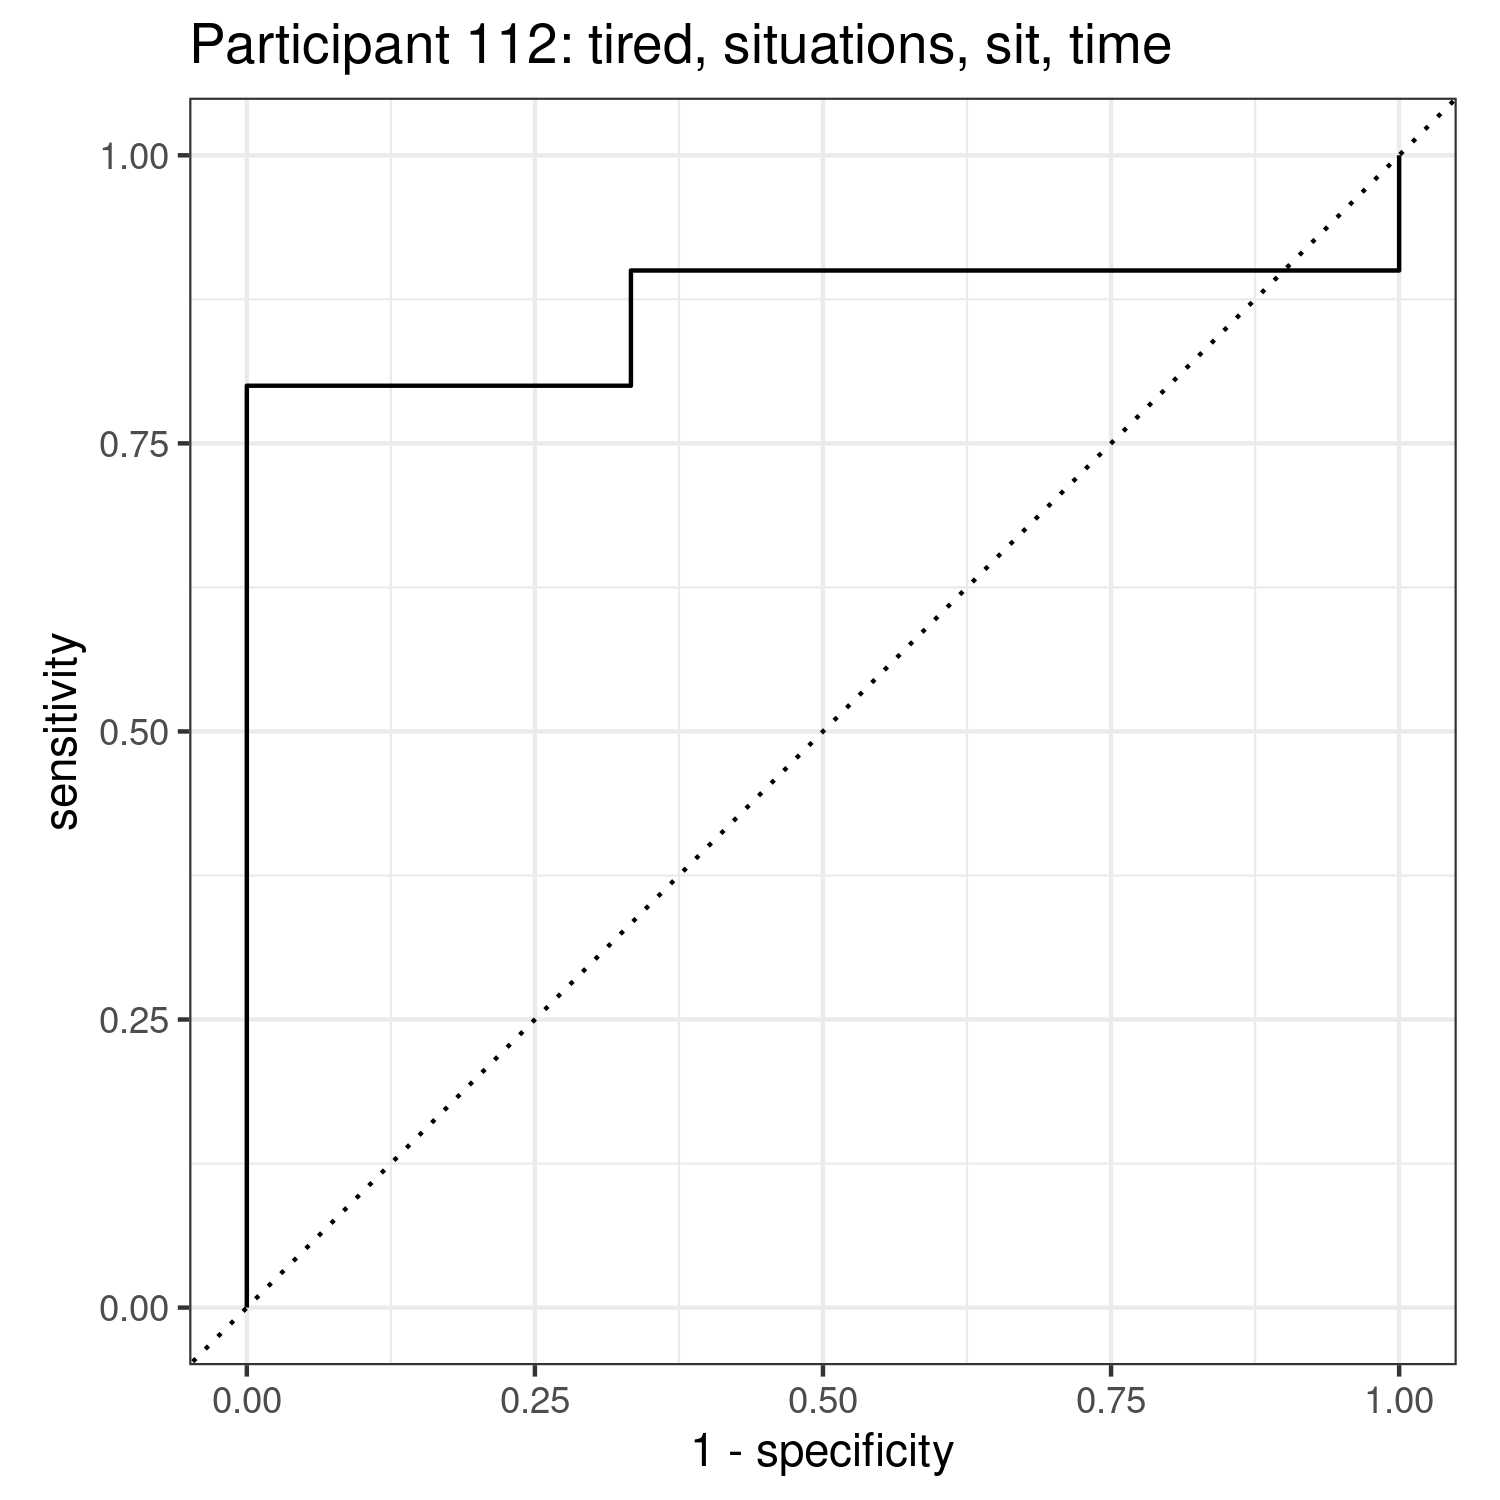 Participant 112: tired, situations, sit, time
1.00
0.75
0.50
0.25
0.00
sensitivity
0.00 0.25 0.50 0.75 1.00
1 - specificity